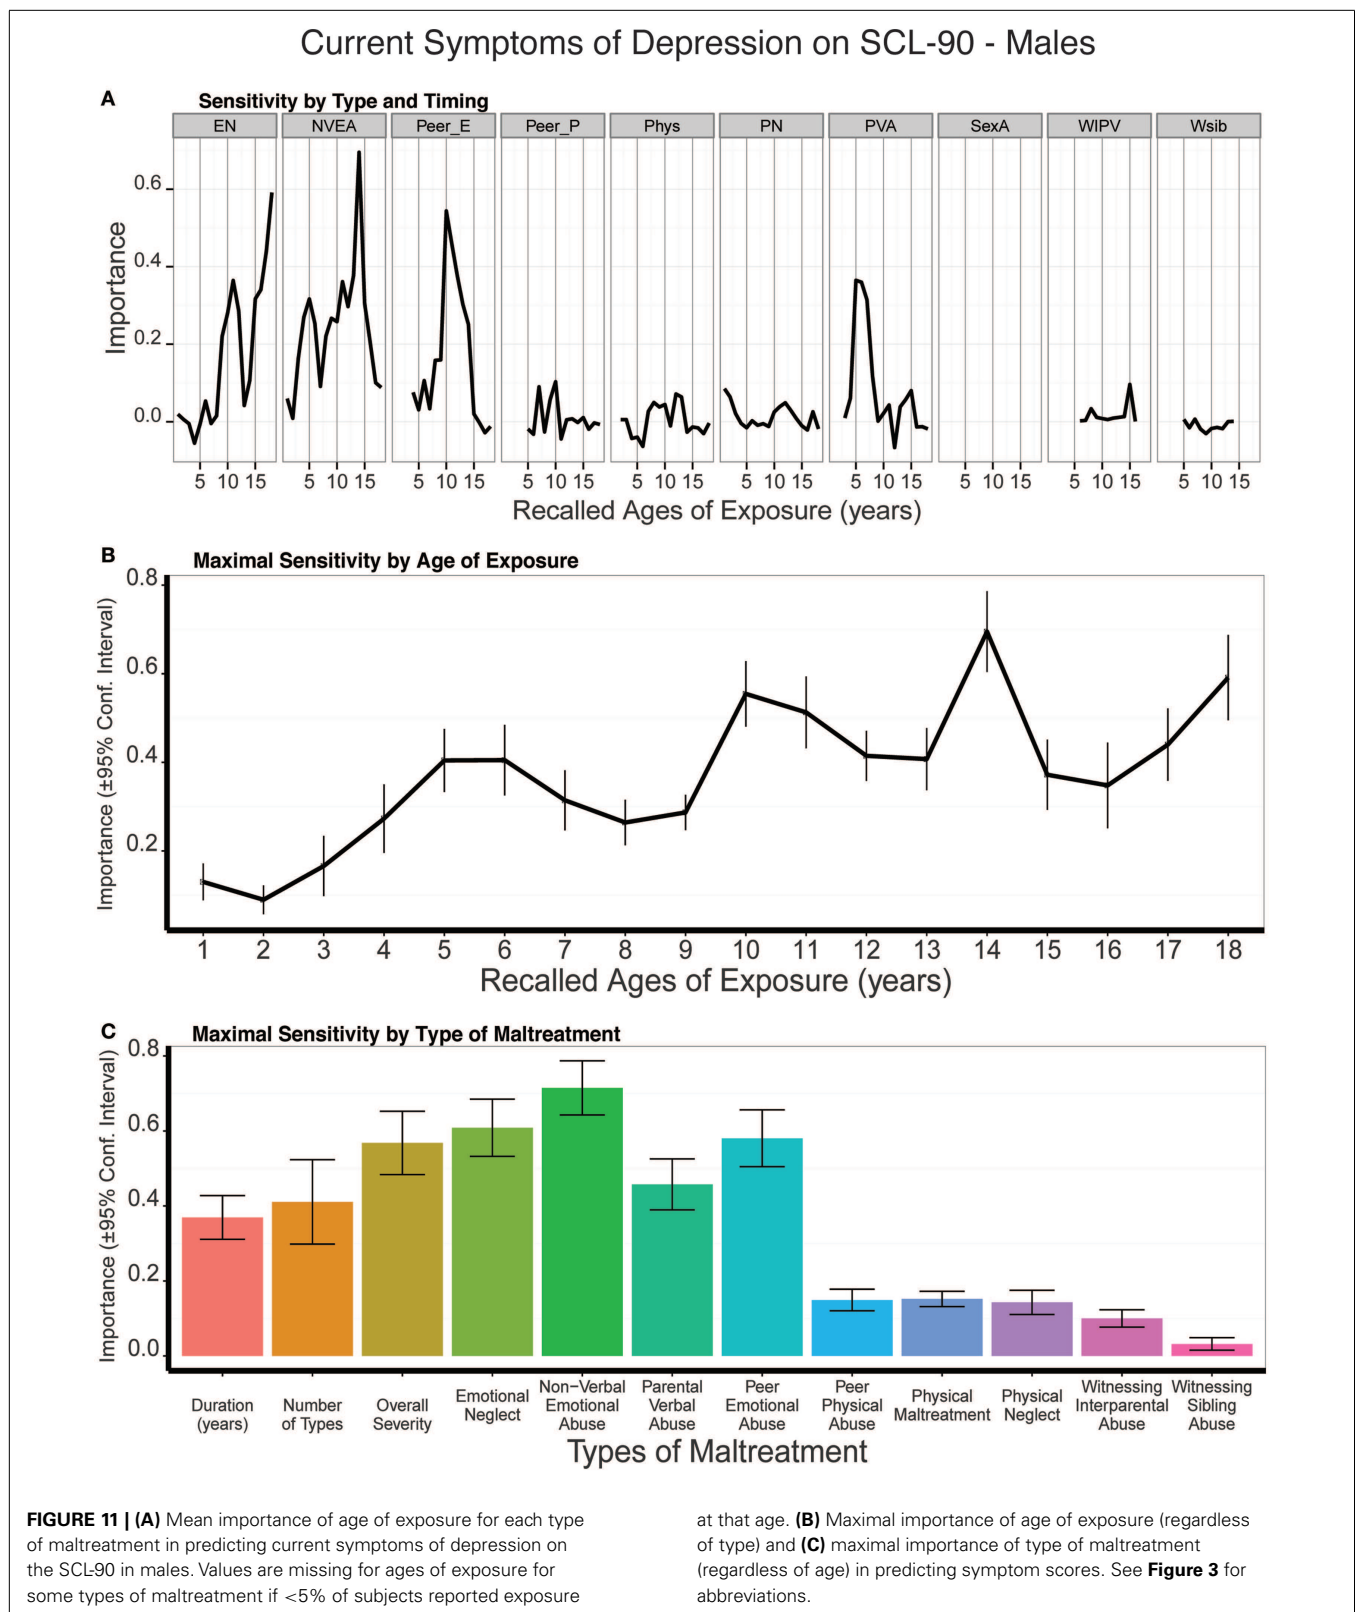 Current Symptoms of Depression on SCL-90 - Males
A
Sensitivity by Type and Timing
EN NVEA Peer_E Peer_P Phys PN PVA SexA WIPV Wsib
0.6
0.4
0.2
0.0
Importance
5 10 15 5 10 15 5 10 15 5 10 15 5 10 15 5 10 15 5 10 15 5 10 15 5 10 15 5 10 15
Recalled Ages of Exposure (years)
B
Maximal Sensitivity by Age of Exposure
0.8
0.6
0.4
0.2
Importance (±95% Conf. Interval)
1 2 3 4 5 6 7 8 9 10 11 12 13 14 15 16 17 18
Recalled Ages of Exposure (years)
C
Maximal Sensitivity by Type of Maltreatment
0.8
0.6
0.4
0.2
0.0
Importance (±95% Conf. Interval)
Duration
(years)
Number
of Types
Overall
Severity
Emotional
Neglect
Non−Verbal
Emotional
Abuse
Parental
Verbal
Abuse
Peer
Emotional
Abuse
Peer
Physical
Abuse
Physical
Maltreatment
Physical
Neglect
Witnessing
Interparental
Abuse
Witnessing
Sibling
Abuse
Types of Maltreatment
FIGURE 11 | (A) Mean importance of age of exposure for each type
of maltreatment in predicting current symptoms of depression on
the SCL-90 in males. Values are missing for ages of exposure for
some types of maltreatment if <5% of subjects reported exposure
at that age. (B) Maximal importance of age of exposure (regardless
of type) and (C) maximal importance of type of maltreatment
(regardless of age) in predicting symptom scores. See Figure 3 for
abbreviations.